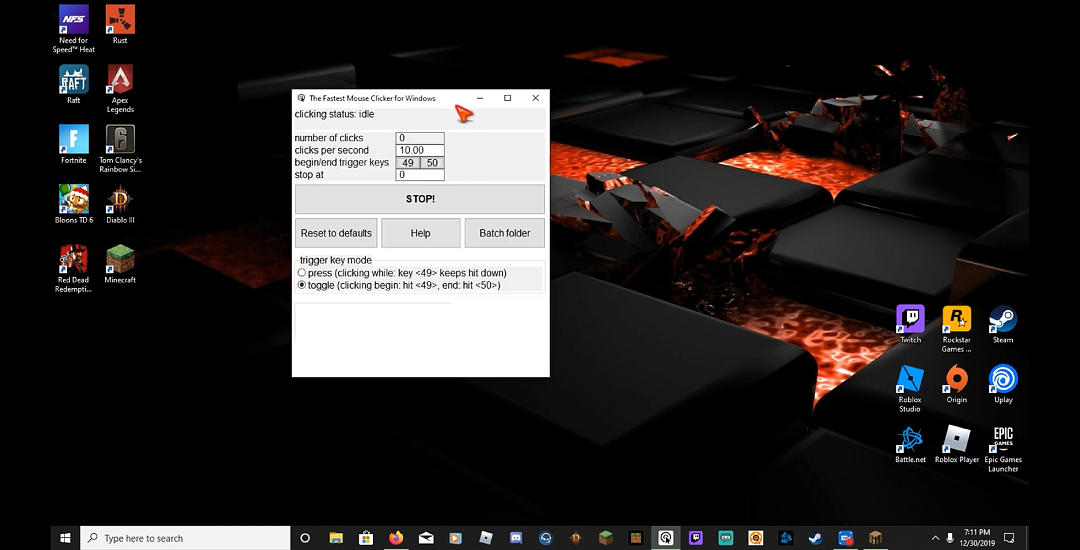 Need for
Speed™ Heat
Rust
Raft
Apex
Legends
Fortnite
Tom Clancy's
Rainbow Si...
Bloons TD 6
Diablo III
Red Dead
Redempti...
Minecraft
The Fastest Mouse Clicker for Windows
clicking status: idle
number of clicks 0
clicks per second 10.00
begin/end trigger keys 49 50
stop at 0
STOP!
Reset to defaults Help Batch folder
trigger key mode
press (clicking while: key <49> keeps hit down)
toggle (clicking begin: hit <49>, end: hit <50>)
Twitch
Rockstar
Games ...
Steam
Roblox
Studio
Origin
Uplay
Battle.net
Roblox Player
EPIC
GAMES
Epic Games
Launcher
Type here to search
7:11 PM
12/30/2019